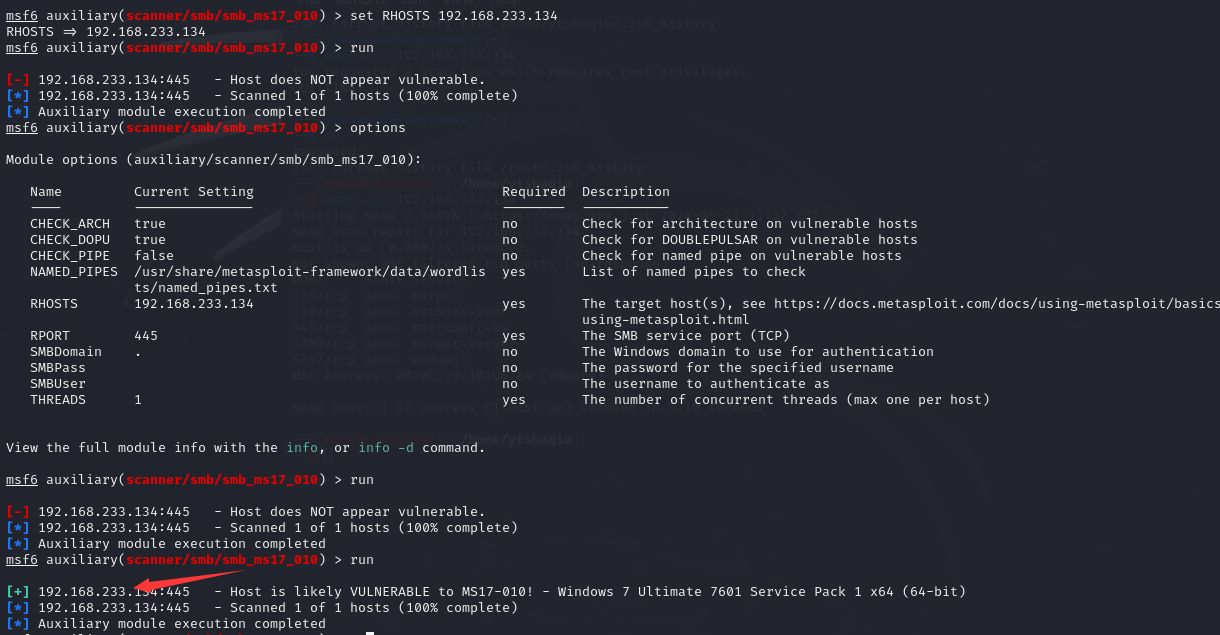 msf6 auxiliary(scanner/smb/smb_ms17_010) > set RHOSTS 192.168.233.134
RHOSTS => 192.168.233.134
msf6 auxiliary(scanner/smb/smb_ms17_010) > run
[-] 192.168.233.134:445   - Host does NOT appear vulnerable.
[*] 192.168.233.134:445   - Scanned 1 of 1 hosts (100% complete)
[*] Auxiliary module execution completed
msf6 auxiliary(scanner/smb/smb_ms17_010) > options
Module options (auxiliary/scanner/smb/smb_ms17_010):
Name         Current Setting                                Required  Description
CHECK_ARCH   true                                           no        Check for architecture on vulnerable hosts
CHECK_DOPU   true                                           no        Check for DOUBLEPULSAR on vulnerable hosts
CHECK_PIPE   false                                          no        Check for named pipe on vulnerable hosts
NAMED_PIPES  /usr/share/metasploit-framework/data/wordlis   yes       List of named pipes to check
ts/named_pipes.txt
RHOSTS       192.168.233.134                                yes       The target host(s), see https://docs.metasploit.com/docs/using-metasploit/basics
using-metasploit.html
RPORT        445                                            yes       The SMB service port (TCP)
SMBDomain    .                                              no        The Windows domain to use for authentication
SMBPass                                                     no        The password for the specified username
SMBUser                                                     no        The username to authenticate as
THREADS      1                                              yes       The number of concurrent threads (max one per host)
View the full module info with the info, or info -d command.
msf6 auxiliary(scanner/smb/smb_ms17_010) > run
[-] 192.168.233.134:445   - Host does NOT appear vulnerable.
[*] 192.168.233.134:445   - Scanned 1 of 1 hosts (100% complete)
[*] Auxiliary module execution completed
msf6 auxiliary(scanner/smb/smb_ms17_010) > run
[+] 192.168.233.134:445   - Host is likely VULNERABLE to MS17-010! - Windows 7 Ultimate 7601 Service Pack 1 x64 (64-bit)
[*] 192.168.233.134:445   - Scanned 1 of 1 hosts (100% complete)
[*] Auxiliary module execution completed